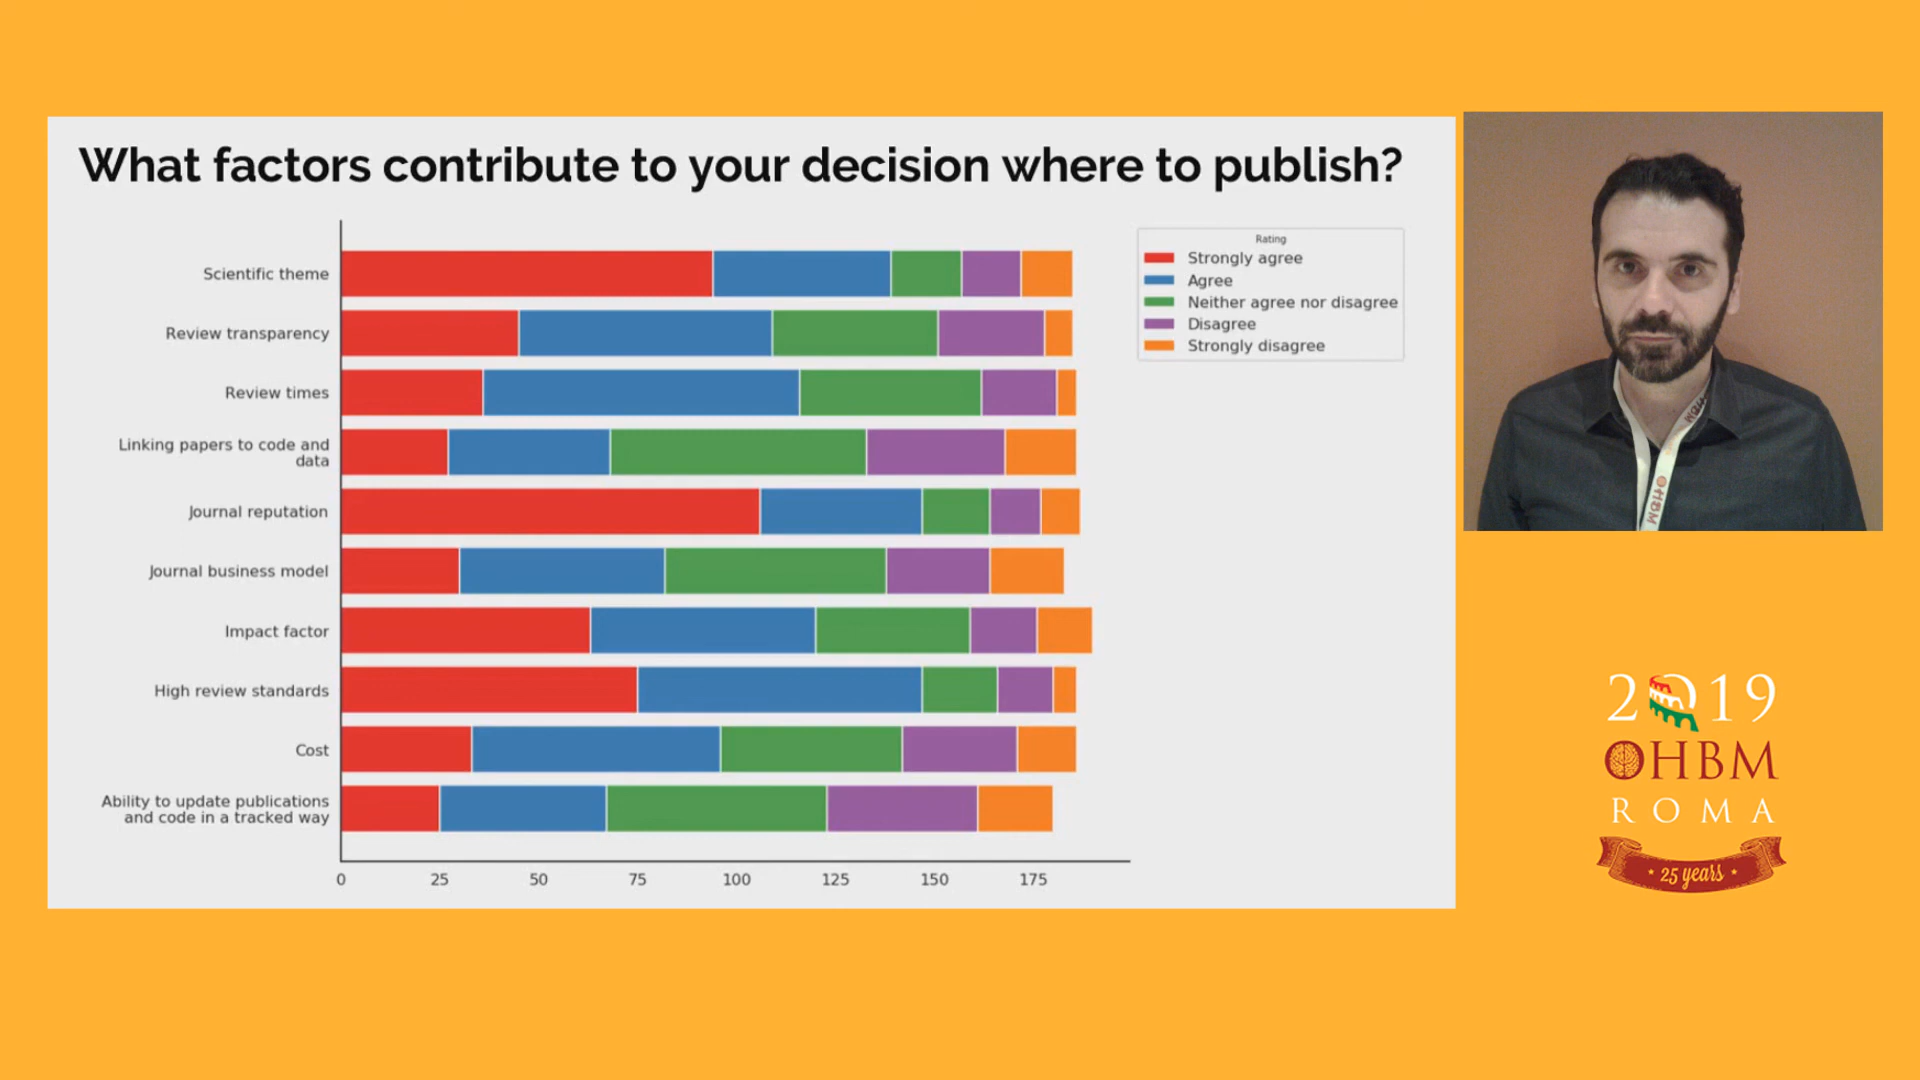 What factors contribute to your decision where to publish?
Scientific theme
Review transparency
Review times
Linking papers to code and
data
Journal reputation
Journal business model
Impact factor
High review standards
Cost
Ability to update publications
and code in a tracked way
0 25 50 75 100 125 150 175
Rating
Strongly agree
Agree
Neither agree nor disagree
Disagree
Strongly disagree
OHBM
2019
OHBM
ROMA
25 years